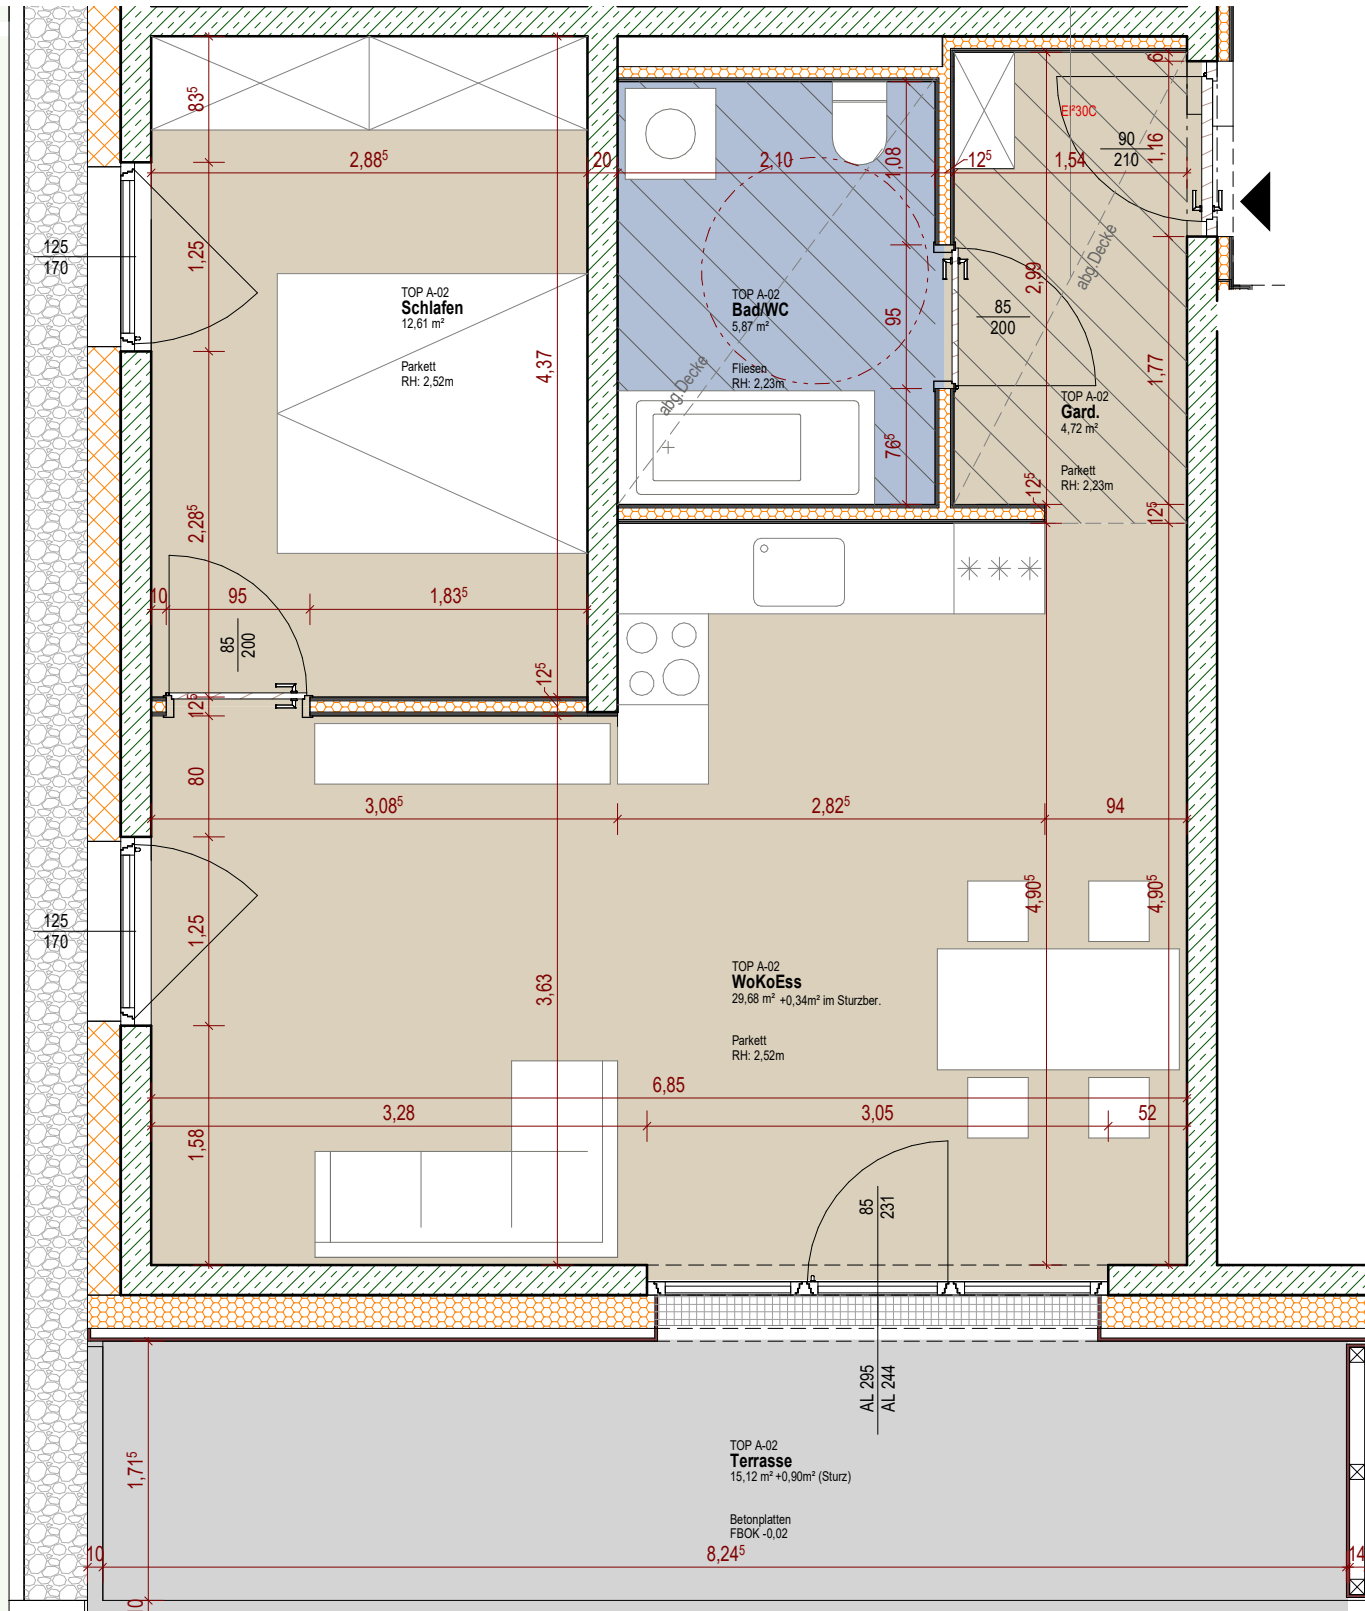 83⁵
6
EI²30C
90
210
1,16
2,88⁵
20
2,10
1,08
12⁵
1,54
125
170
1,25
abg.Decke
2,99
TOP A-02
Schlafen
12,61 m²
Parkett
RH: 2,52m
TOP A-02
Bad/WC
5,87 m²
Fliesen
RH: 2,23m
abg.Decke
95
85
200
4,37
1,77
TOP A-02
Gard.
4,72 m²
Parkett
RH: 2,23m
76⁵
12⁵
12⁵
2,28⁵
10
95
1,83⁵
85
200
12⁵
12⁵
80
3,08⁵
2,82⁵
94
125
170
1,25
4,90⁵
4,90⁵
3,63
TOP A-02
WoKoEss
29,68 m² +0,34m² im Sturzber.
Parkett
RH: 2,52m
6,85
3,28
3,05
52
1,58
85
231
AL 295
AL 244
TOP A-02
Terrasse
15,12 m² +0,90m² (Sturz)
Betonplatten
FBOK -0,02
1,71⁵
10
8,24⁵
14